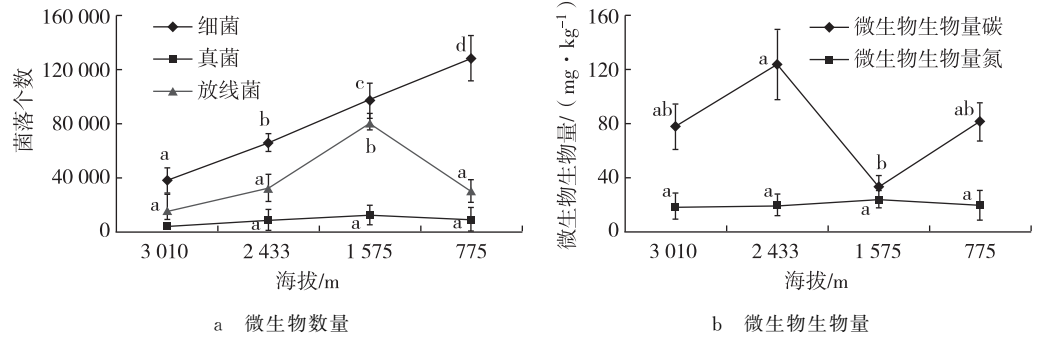 160 000
120 000
80 000
40 000
0
菌落个数
细菌
真菌
放线菌
a
b
c
d
a
a
b
a
a
a
a
3 010
2 433
1 575
775
海拔/m
a 微生物数量
160
120
80
40
0
微生物生物量/(mg·kg⁻¹)
微生物生物量碳
微生物生物量氮
ab
a
b
ab
a
a
a
a
3 010
2 433
1 575
775
海拔/m
b 微生物生物量